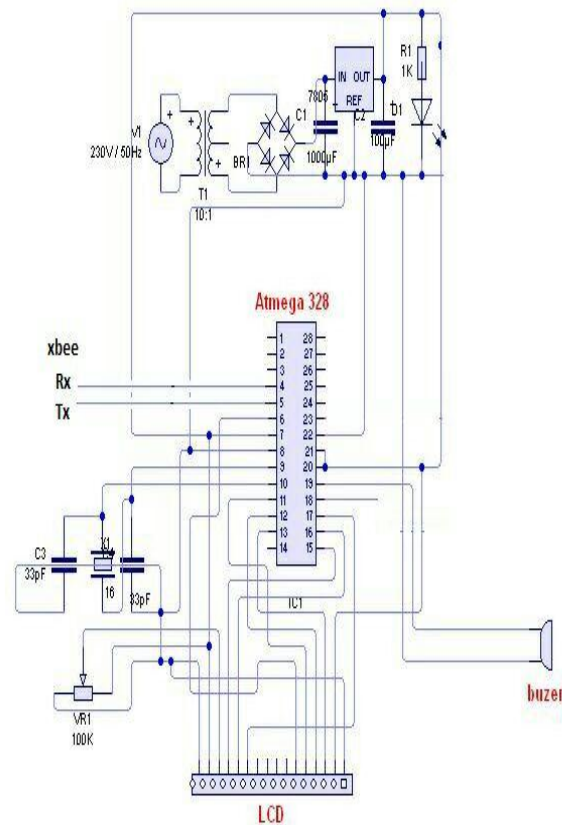 R1
1K
IN OUT
REF
7805
C1
C2
D1
1000µF
100µF
V1
230V / 50Hz
BR1
T1
10:1
Atmega 328
xbee
Rx
Tx
1 28
2 27
3 26
4 25
5 24
6 23
7 22
8 21
9 20
10 19
11 18
12 17
13 16
14 15
IC1
C3
33pF
X1
16
33pF
VR1
100K
buzer
LCD